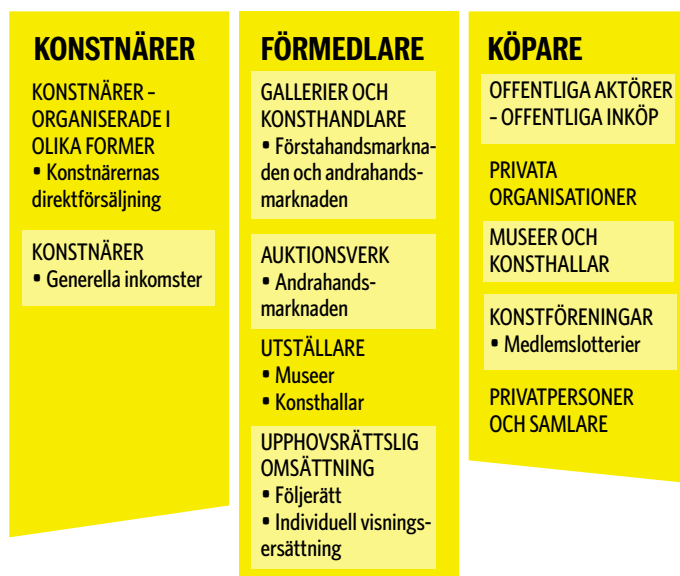 KONSTNÄRER
KONSTNÄRER –
ORGANISERADE I
OLIKA FORMER
• Konstnärernas
direktförsäljning
KONSTNÄRER
• Generella inkomster
FÖRMEDLARE
GALLERIER OCH
KONSTHANDLARE
• Förstahandsmarkna-
den och andrahands-
marknaden
AUKTIONSVERK
• Andrahands-
marknaden
UTSTÄLLARE
• Museer
• Konsthallar
UPPHOVSRÄTTSLIG
OMSÄTTNING
• Följerätt
• Individuell visnings-
ersättning
KÖPARE
OFFENTLIGA AKTÖRER
– OFFENTLIGA INKÖP
PRIVATA
ORGANISATIONER
MUSEER OCH
KONSTHALLAR
KONSTFÖRENINGAR
• Medlemslotterier
PRIVATPERSONER
OCH SAMLARE